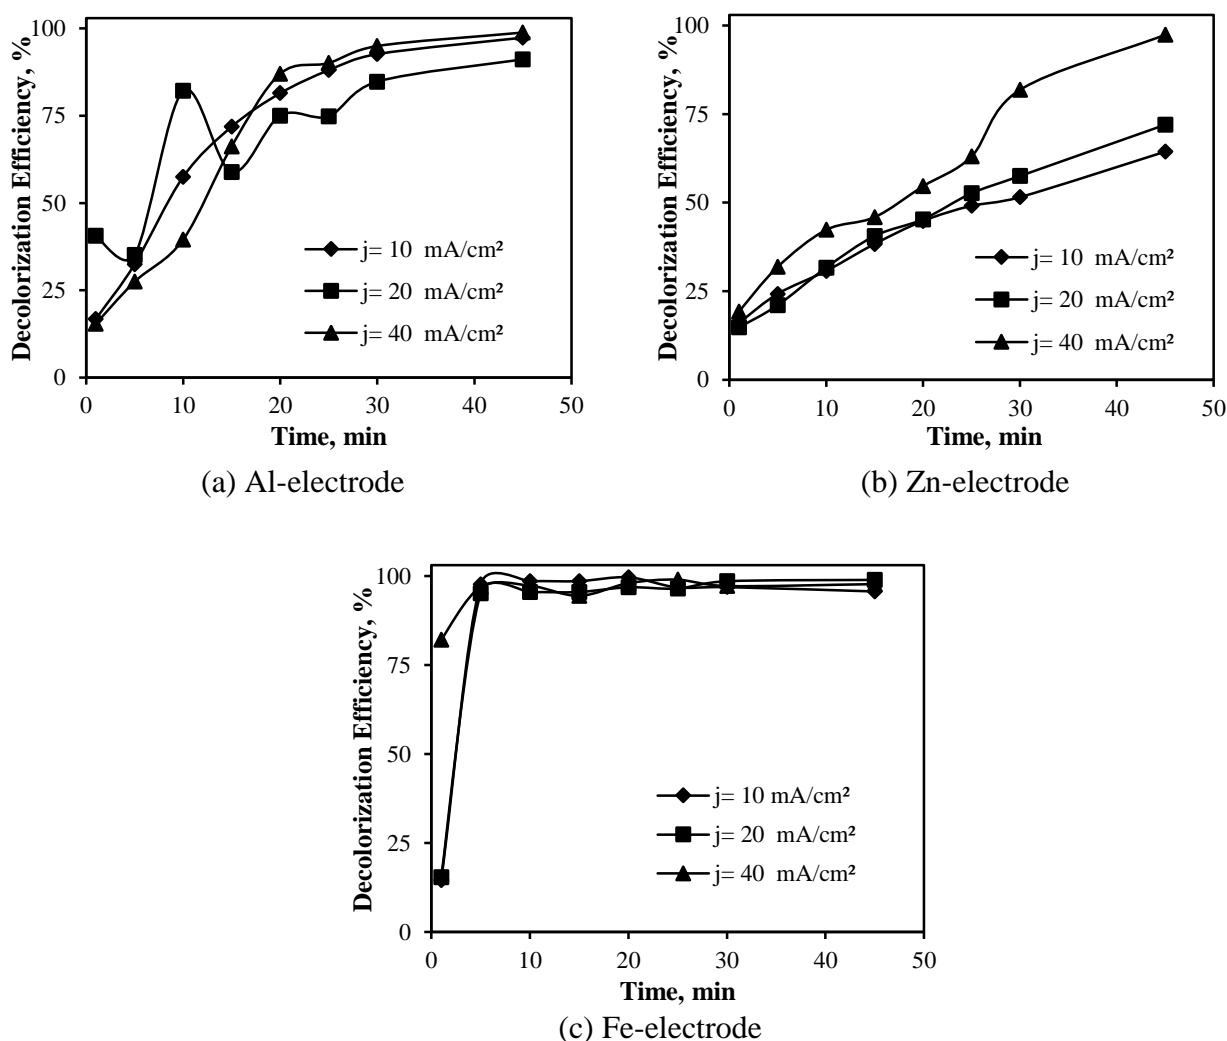 Decolorization Efficiency, %
100
75
50
25
0
j= 10 mA/cm²
j= 20 mA/cm²
j= 40 mA/cm²
0 10 20 30 40 50
Time, min
(a) Al-electrode
Decolorization Efficiency, %
100
75
50
25
0
j= 10 mA/cm²
j= 20 mA/cm²
j= 40 mA/cm²
0 10 20 30 40 50
Time, min
(b) Zn-electrode
Decolorization Efficiency, %
100
75
50
25
0
j= 10 mA/cm²
j= 20 mA/cm²
j= 40 mA/cm²
0 10 20 30 40 50
Time, min
(c) Fe-electrode